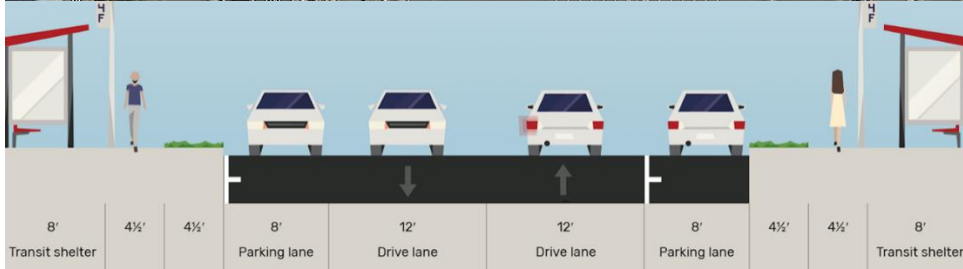 4
F
4
F
8' 4½' 4½' 8' 12' 12' 8' 4½' 4½' 8'
Transit shelter Parking lane Drive lane Drive lane Parking lane Transit shelter